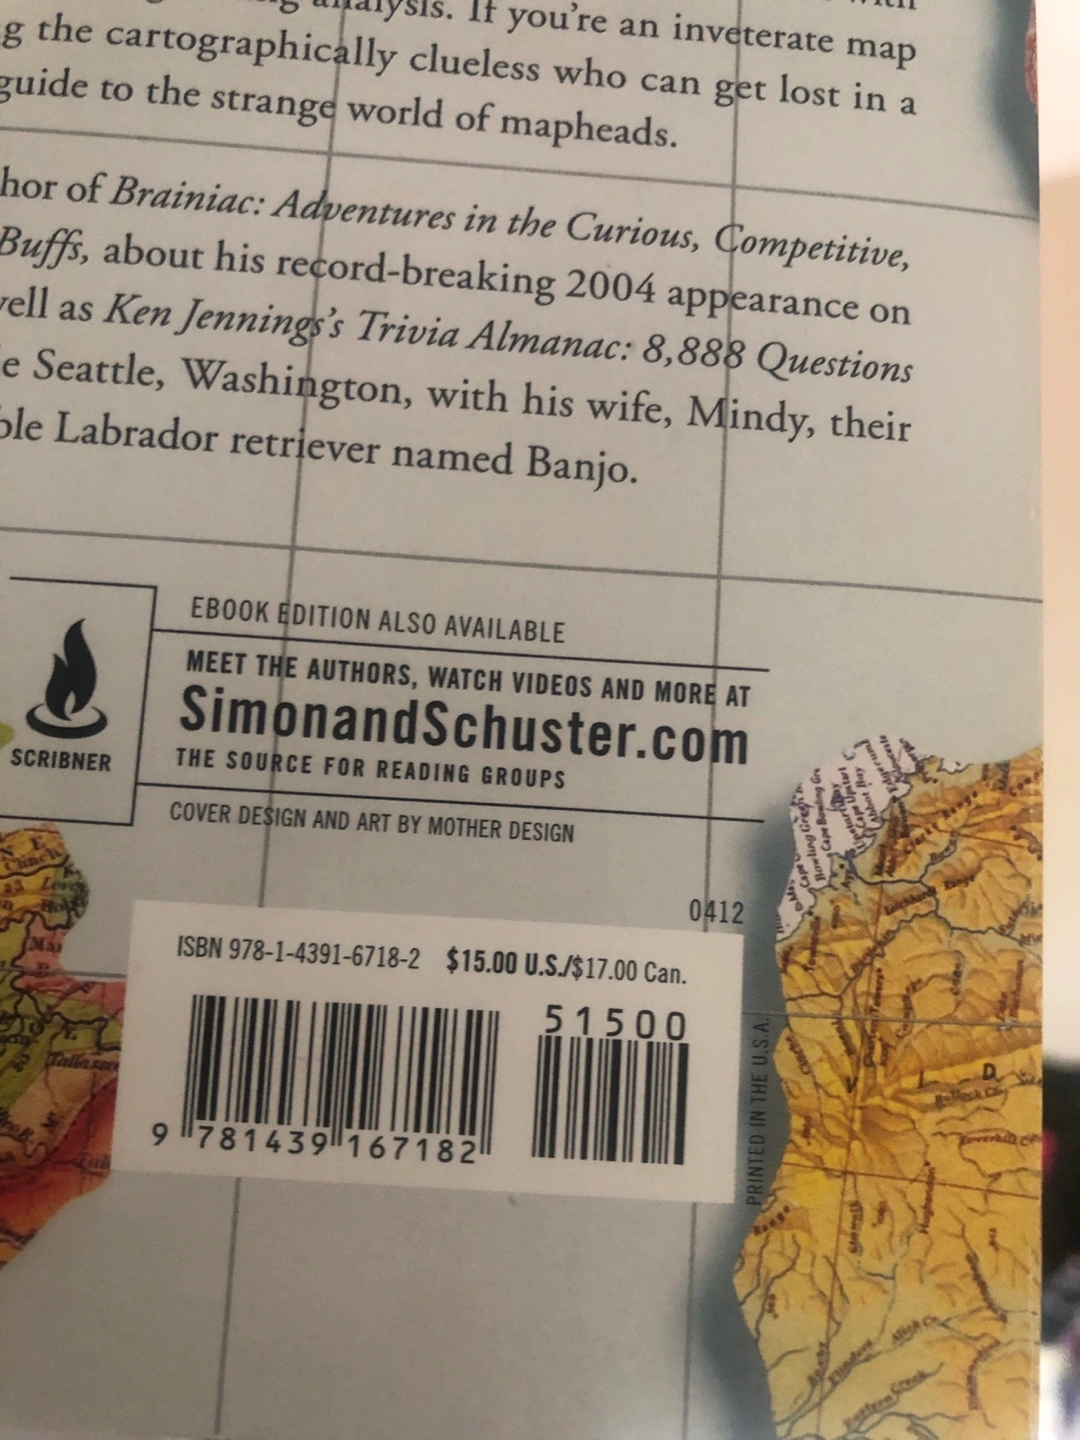 analysis. If you're an inveterate map
g the cartographically clueless who can get lost in a
guide to the strange world of mapheads.
hor of Brainiac: Adventures in the Curious, Competitive,
Buffs, about his record-breaking 2004 appearance on
vell as Ken Jennings's Trivia Almanac: 8,888 Questions
e Seattle, Washington, with his wife, Mindy, their
ble Labrador retriever named Banjo.
SCRIBNER
EBOOK EDITION ALSO AVAILABLE
MEET THE AUTHORS, WATCH VIDEOS AND MORE AT
SimonandSchuster.com
THE SOURCE FOR READING GROUPS
COVER DESIGN AND ART BY MOTHER DESIGN
0412
ISBN 978-1-4391-6718-2 $15.00 U.S./$17.00 Can.
51500
9 781439 167182
PRINTED IN THE U.S.A.